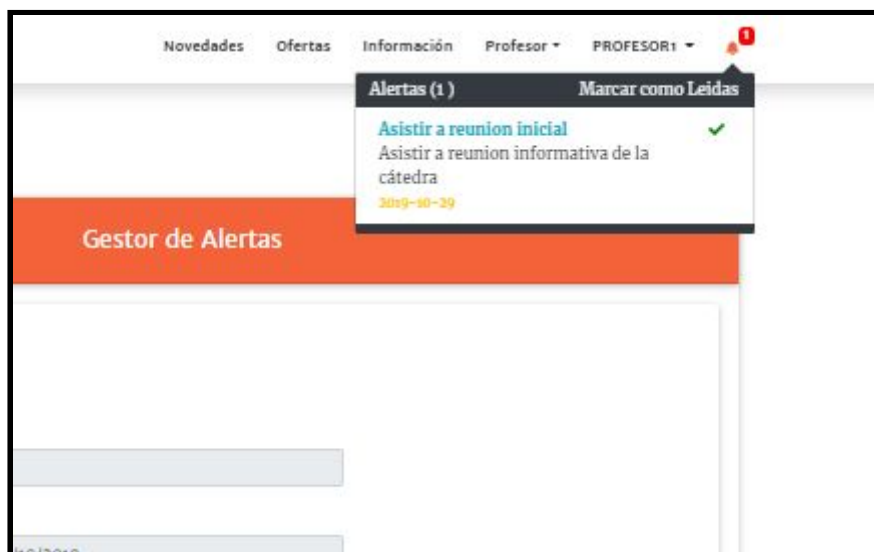 Novedades Ofertas Información Profesor PROFESOR1 1
Alertas (1 ) Marcar como Leidas
Asistir a reunion inicial
Asistir a reunion informativa de la
cátedra
2019-10-29
Gestor de Alertas